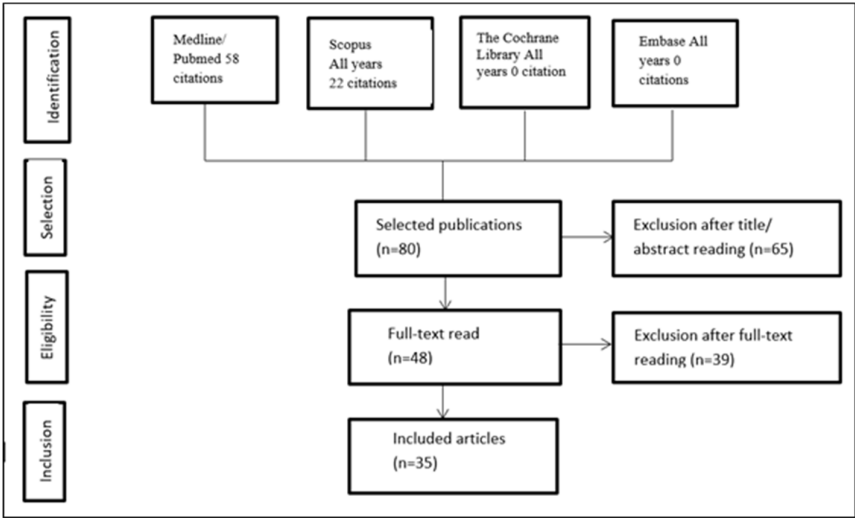 Identification
Medline/
Pubmed 58
citations
Scopus
All years
22 citations
The Cochrane
Library All
years 0 citation
Embase All
years 0
citations
Selection
Selected publications
(n=80)
Exclusion after title/
abstract reading (n=65)
Eligibility
Full-text read
(n=48)
Exclusion after full-text
reading (n=39)
Inclusion
Included articles
(n=35)